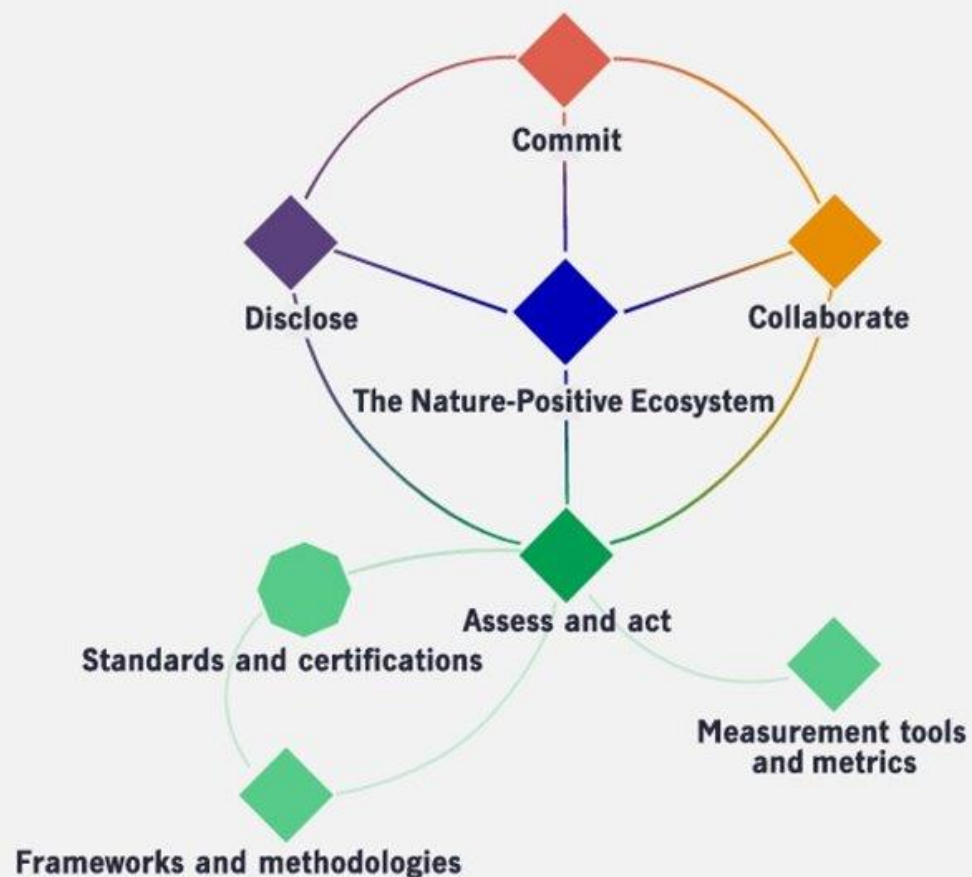 Commit
Disclose
Collaborate
The Nature-Positive Ecosystem
Assess and act
Standards and certifications
Measurement tools
and metrics
Frameworks and methodologies